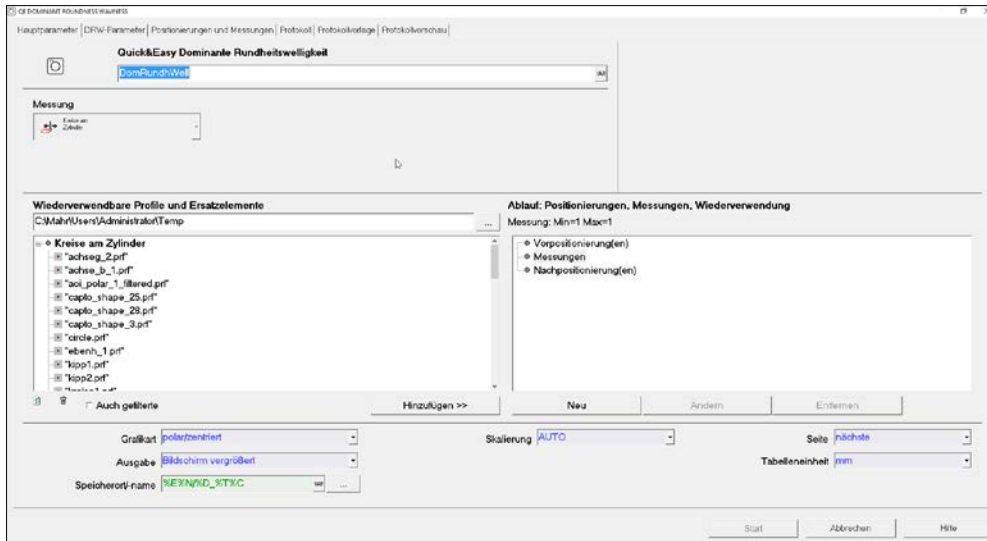 QE DOMINANT ROUNDNESS WAVINESS
Hauptparameter | DRW-Parameter | Positionierungen und Messungen | Protokoll | Protokollvorlage | Protokollvorschau
Quick&Easy Dominante Rundheitswelligkeit
DomRundhWell
Messung
Kreise am
Zylinder
Wiederverwendbare Profile und Ersatzelemente
C:\Mahr\Users\Administrator\Temp
...
Kreise am Zylinder
"achseg_2.prf"
"achse_b_1.prf"
"aoi_polar_1_filtered.prf"
"capto_shape_25.prf"
"capto_shape_28.prf"
"capto_shape_3.prf"
"circle.prf"
"ebenh_1.prf"
"kipp1.prf"
"kipp2.prf"
Auch gefilterte
Hinzufügen >>
Ablauf: Positionierungen, Messungen, Wiederverwendung
Messung: Min=1 Max=1
Vorpositionierung(en)
Messungen
Nachpositionierung(en)
Neu
Ändern
Entfernen
Grafikart polar/zentriert
Skalierung AUTO
Seite nächste
Ausgabe Bildschirm vergrößert
Tabelleneinheit mm
Speicherort/-name %E%N/%D_%T%C
...
Start
Abbrechen
Hilfe